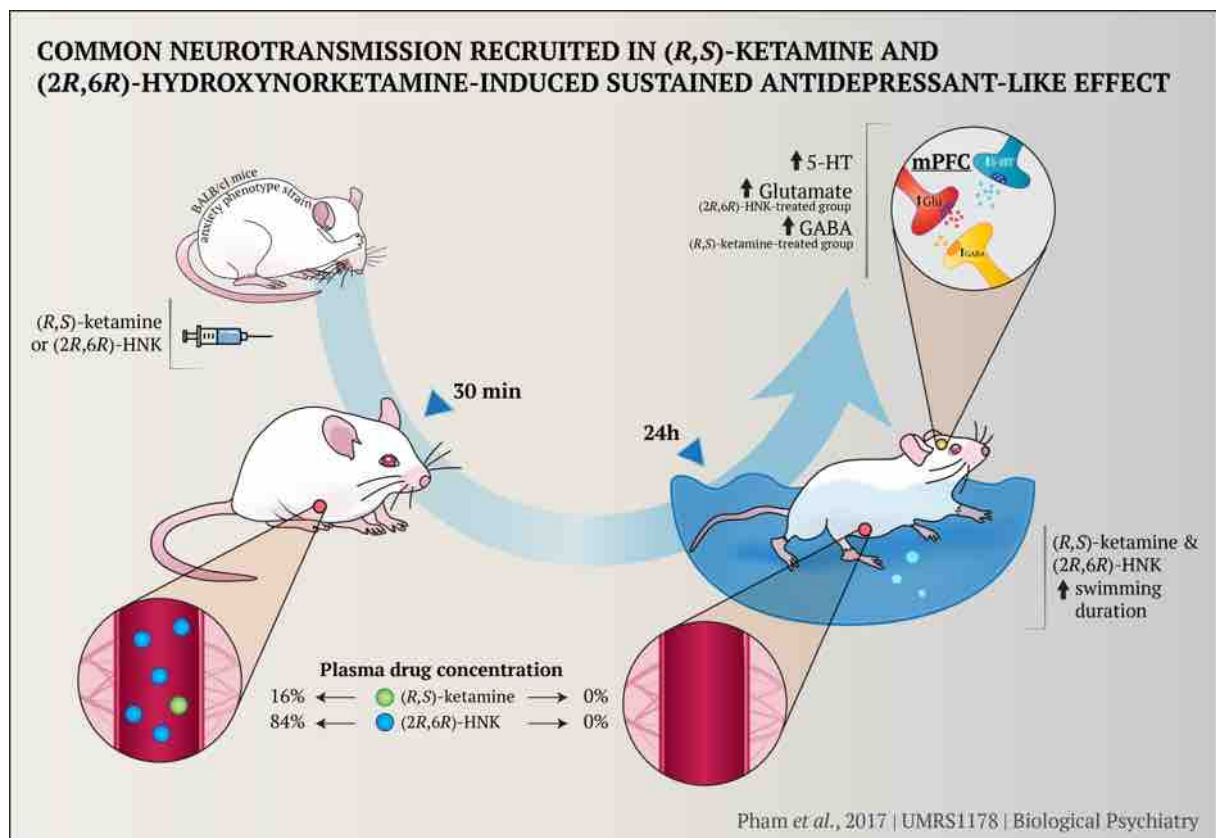 COMMON NEUROTRANSMISSION RECRUITED IN (R,S)-KETAMINE AND
(2R,6R)-HYDROXYNORKETAMINE-INDUCED SUSTAINED ANTIDEPRESSANT-LIKE EFFECT
BALB/cJ mice
anxiety phenotype strain
(R,S)-ketamine
or (2R,6R)-HNK
30 min
24h
5-HT
Glutamate
(2R,6R)-HNK-treated group
GABA
(R,S)-ketamine-treated group
mPFC
5-HT
Glu
GABA
(R,S)-ketamine &
(2R,6R)-HNK
swimming
duration
Plasma drug concentration
16% ← (R,S)-ketamine → 0%
84% ← (2R,6R)-HNK → 0%
Pham et al., 2017 | UMRS1178 | Biological Psychiatry